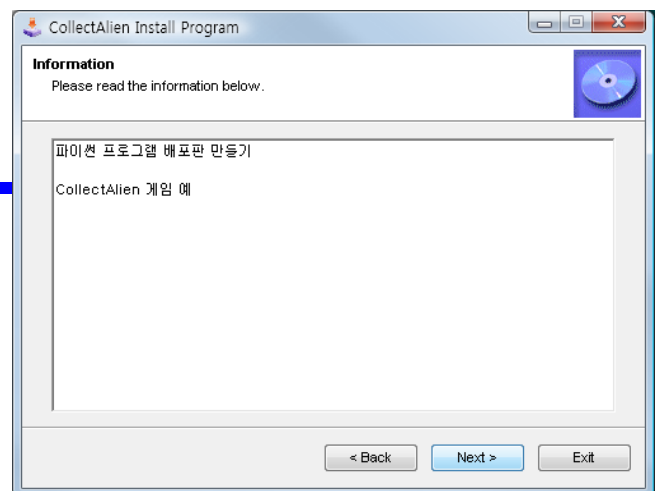 CollectAlien Install Program
Information
Please read the information below.
파이썬 프로그램 배포판 만들기
CollectAlien 게임 예
< Back
Next >
Exit